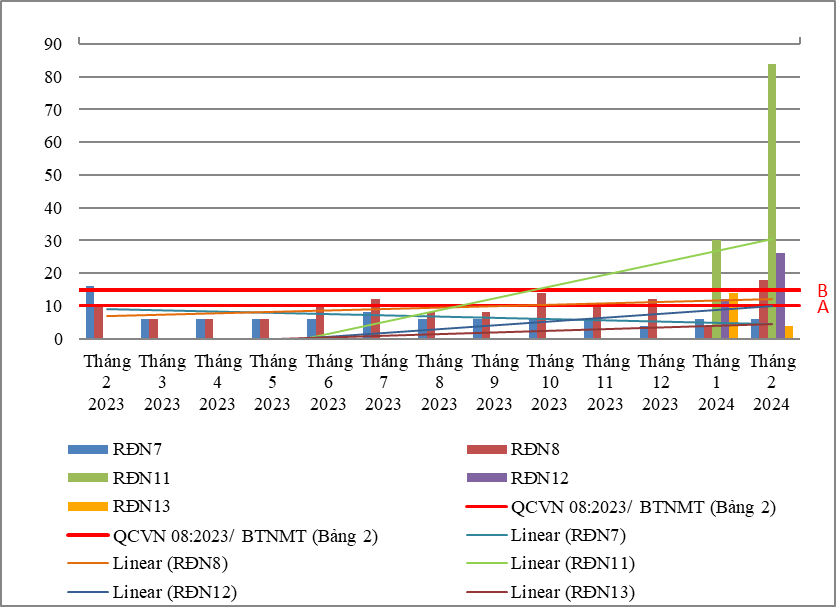 90
80
70
60
50
40
30
20
10
0
B
A
Tháng Tháng Tháng Tháng Tháng Tháng Tháng Tháng Tháng Tháng Tháng Tháng Tháng
2 3 4 5 6 7 8 9 10 11 12 1 2
2023 2023 2023 2023 2023 2023 2023 2023 2023 2023 2023 2024 2024
RĐN7 RĐN8
RĐN11 RĐN12
RĐN13 QCVN 08:2023/ BTNMT (Bảng 2)
QCVN 08:2023/ BTNMT (Bảng 2) Linear (RĐN7)
Linear (RĐN8) Linear (RĐN11)
Linear (RĐN12) Linear (RĐN13)